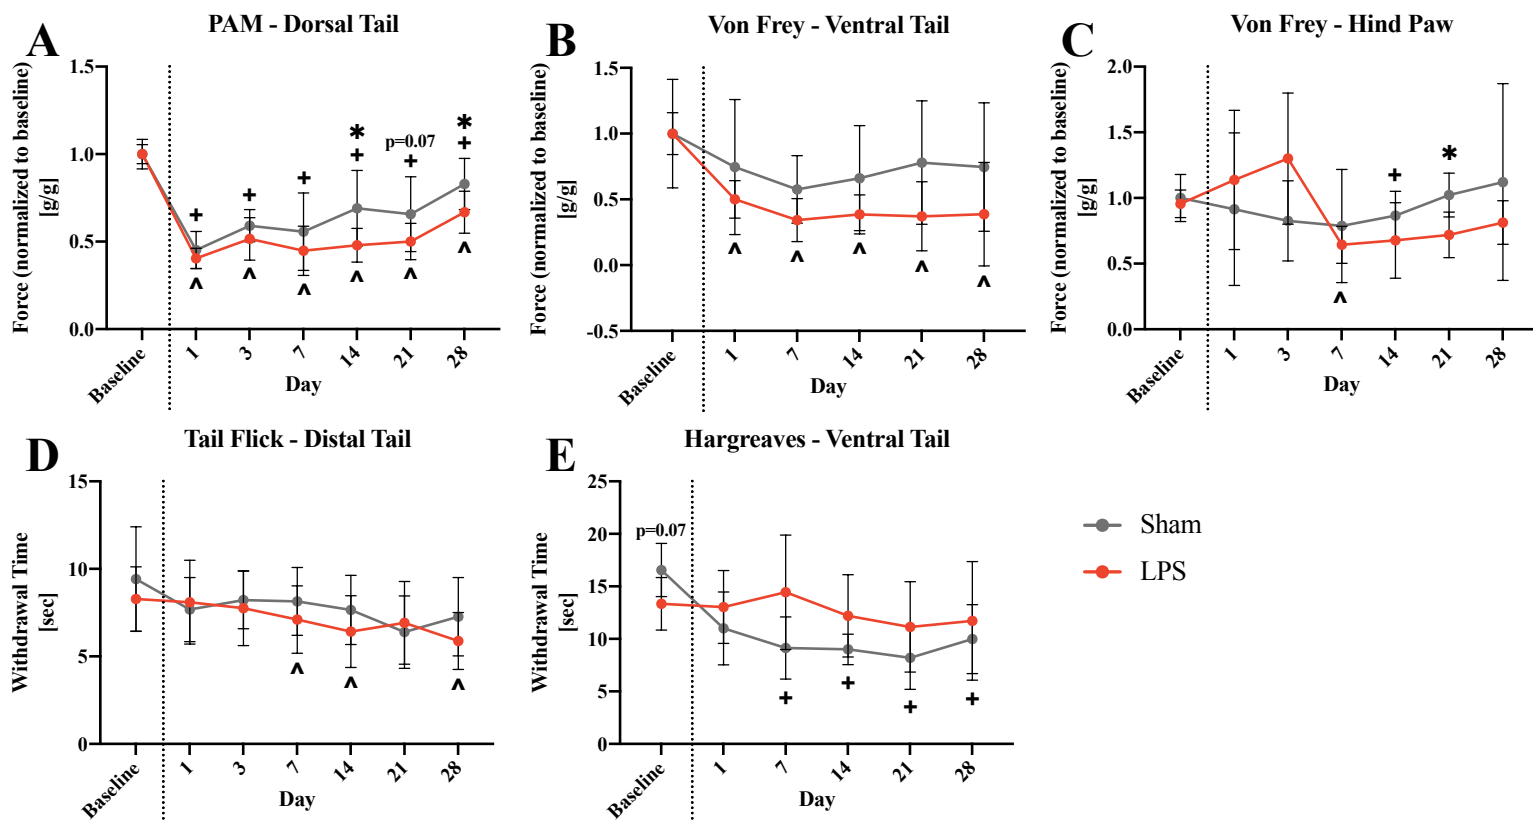 A
PAM - Dorsal Tail
Force (normalized to baseline)
[g/g]
1.5
1.0
0.5
0.0
+
+
+
*
+
p=0.07
+
*
+
^
^
^
^
^
^
Baseline
1
3
7
14
21
28
Day
B
Von Frey - Ventral Tail
Force (normalized to baseline)
[g/g]
1.5
1.0
0.5
0.0
-0.5
^
^
^
^
^
Baseline
1
7
14
21
28
Day
C
Von Frey - Hind Paw
Force (normalized to baseline)
[g/g]
2.0
1.5
1.0
0.5
0.0
^
+
*
Baseline
1
3
7
14
21
28
Day
D
Tail Flick - Distal Tail
Withdrawal Time
[sec]
15
10
5
0
^
^
^
Baseline
1
3
7
14
21
28
Day
E
Hargreaves - Ventral Tail
Withdrawal Time
[sec]
25
20
15
10
5
0
p=0.07
+
+
+
+
Baseline
1
7
14
21
28
Day
Sham
LPS